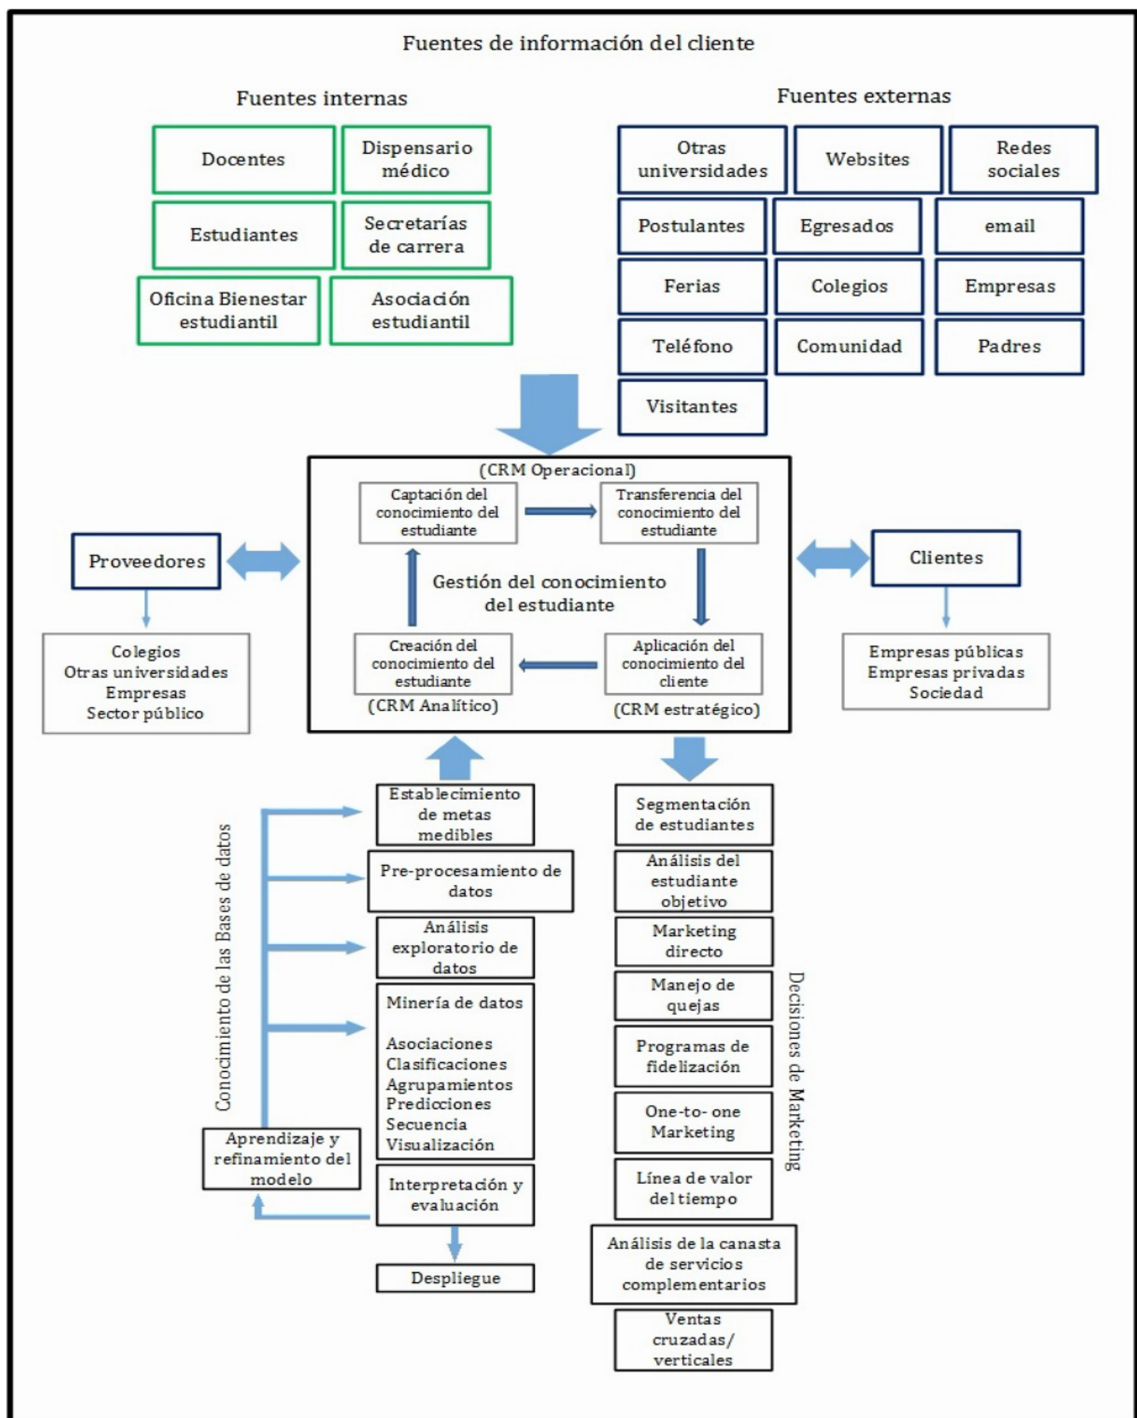 Fuentes de información del cliente
Fuentes internas
Docentes
Dispensario
médico
Estudiantes
Secretarías
de carrera
Oficina Bienestar
estudiantil
Asociación
estudiantil
Fuentes externas
Otras
universidades
Websites
Redes
sociales
Postulantes
Egresados
email
Ferias
Colegios
Empresas
Teléfono
Comunidad
Padres
Visitantes
(CRM Operacional)
Captación del
conocimiento del
estudiante
Transferencia del
conocimiento del
estudiante
Gestión del conocimiento
del estudiante
Creación del
conocimiento del
estudiante
(CRM Analítico)
Aplicación del
conocimiento del
cliente
(CRM estratégico)
Proveedores
Colegios
Otras universidades
Empresas
Sector público
Clientes
Empresas públicas
Empresas privadas
Sociedad
Conocimiento de las Bases de datos
Establecimiento
de metas
medibles
Pre-procesamiento de
datos
Análisis
exploratorio de
datos
Minería de datos
Asociaciones
Clasificaciones
Agrupamientos
Predicciones
Secuencia
Visualización
Aprendizaje y
refinamiento del
modelo
Interpretación y
evaluación
Despliegue
Segmentación
de estudiantes
Análisis del
estudiante
objetivo
Marketing
directo
Manejo de
quejas
Programas de
fidelización
One-to- one
Marketing
Línea de valor
del tiempo
Análisis de la canasta
de servicios
complementarios
Ventas
cruzadas/
verticales
Decisiones de Marketing